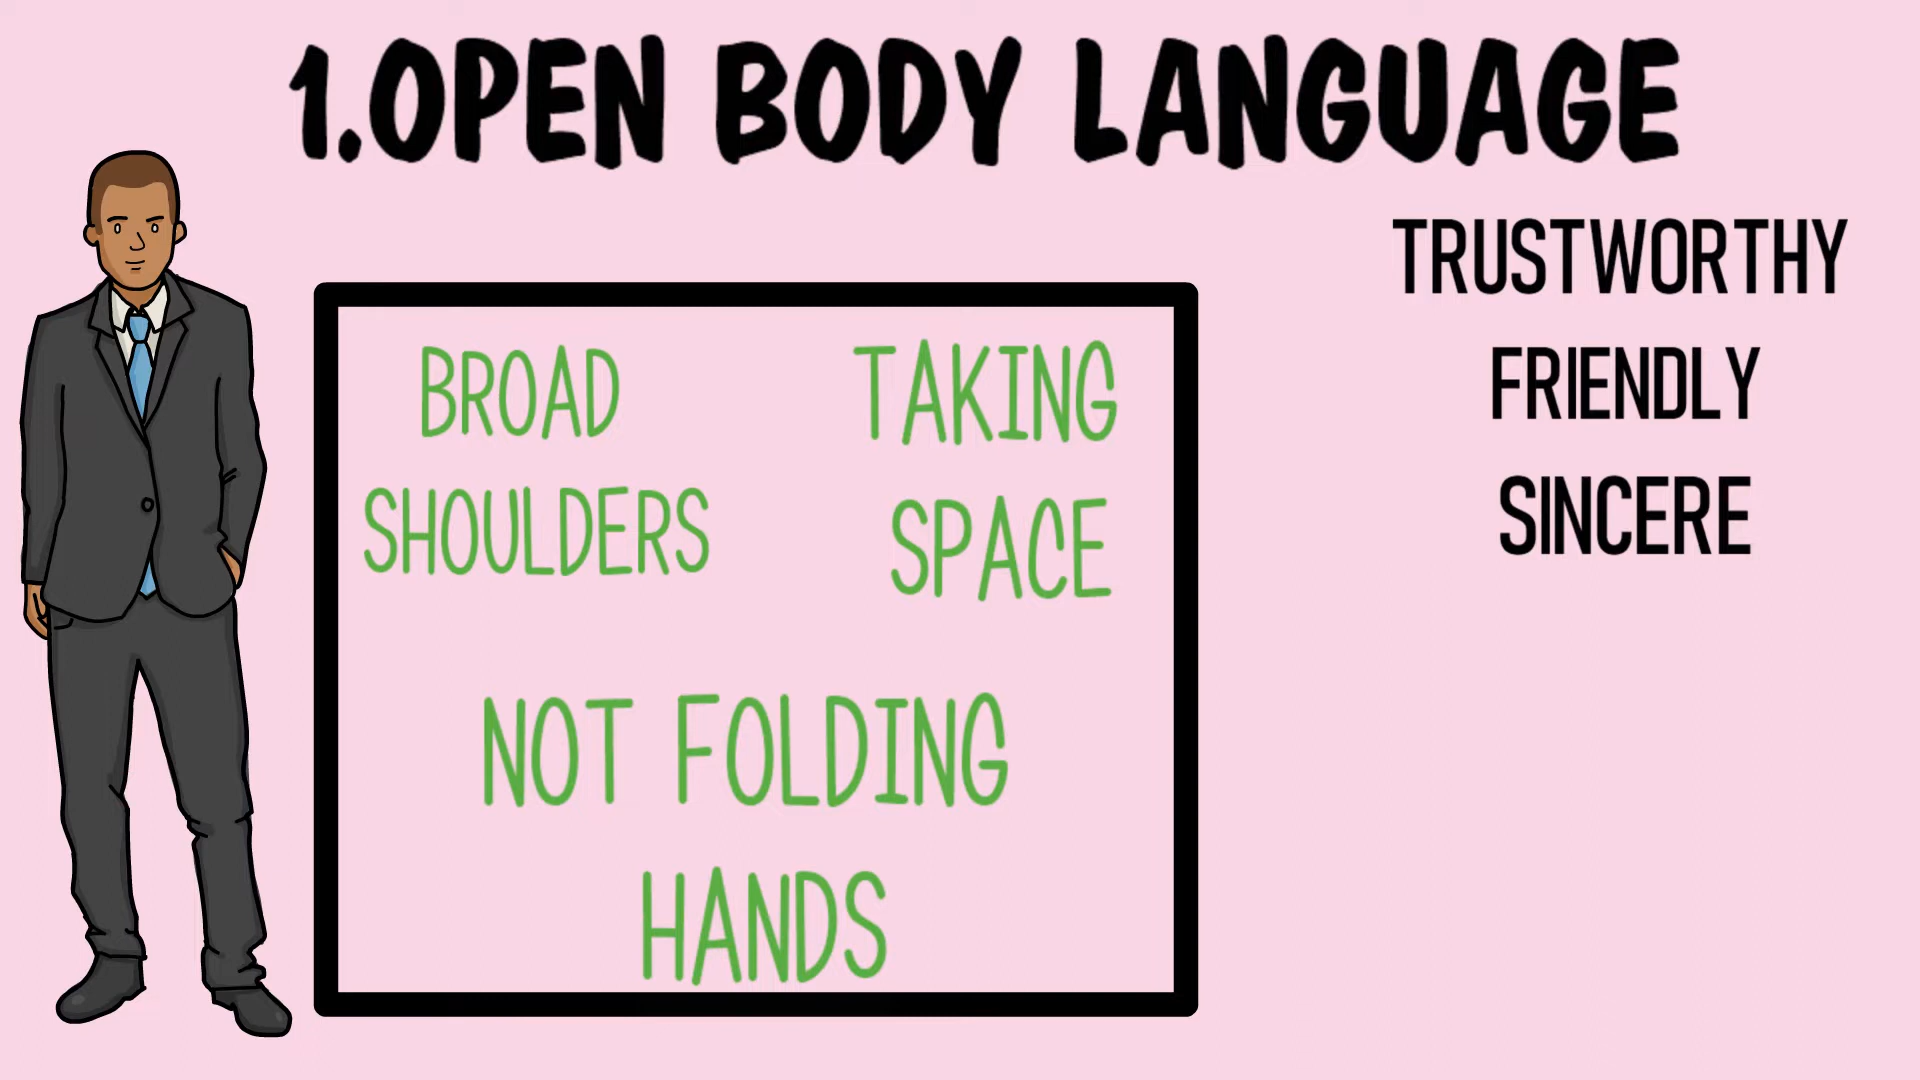 1.OPEN BODY LANGUAGE
BROAD
SHOULDERS
TAKING
SPACE
NOT FOLDING
HANDS
TRUSTWORTHY
FRIENDLY
SINCERE